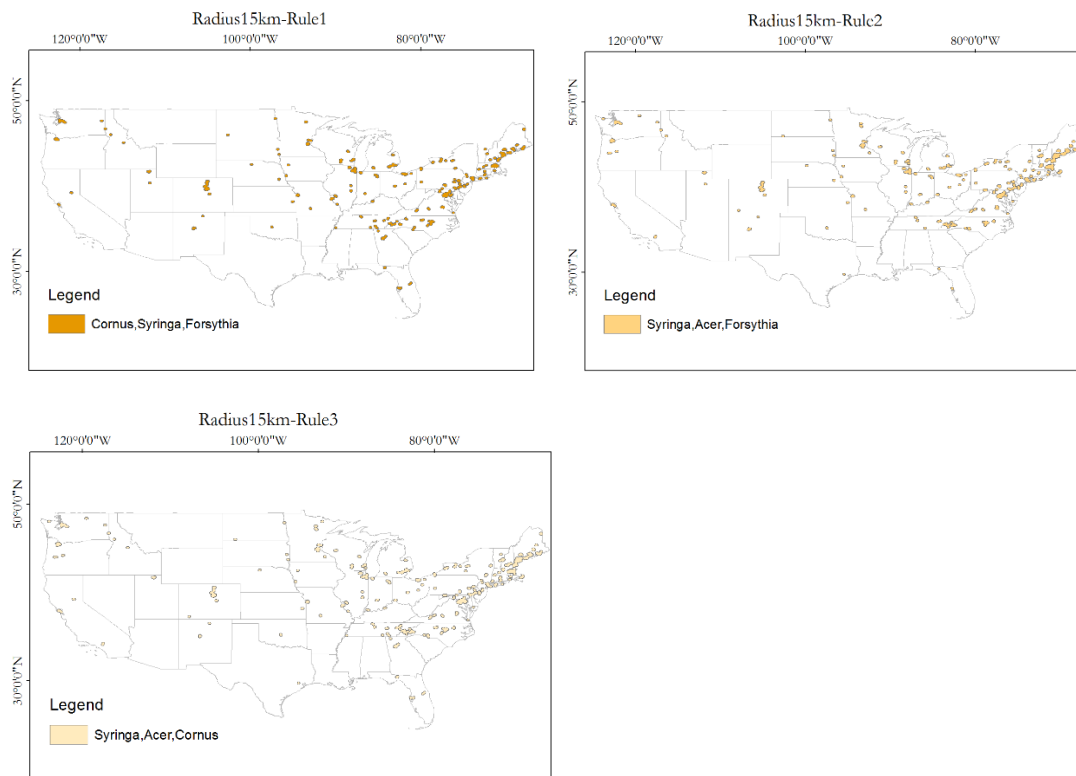 Radius15km-Rule1
120°0'0"W 100°0'0"W 80°0'0"W
50°0'0"N
30°0'0"N
Legend
Cornus,Syringa,Forsythia
Radius15km-Rule2
120°0'0"W 100°0'0"W 80°0'0"W
50°0'0"N
30°0'0"N
Legend
Syringa,Acer,Forsythia
Radius15km-Rule3
120°0'0"W 100°0'0"W 80°0'0"W
50°0'0"N
30°0'0"N
Legend
Syringa,Acer,Cornus